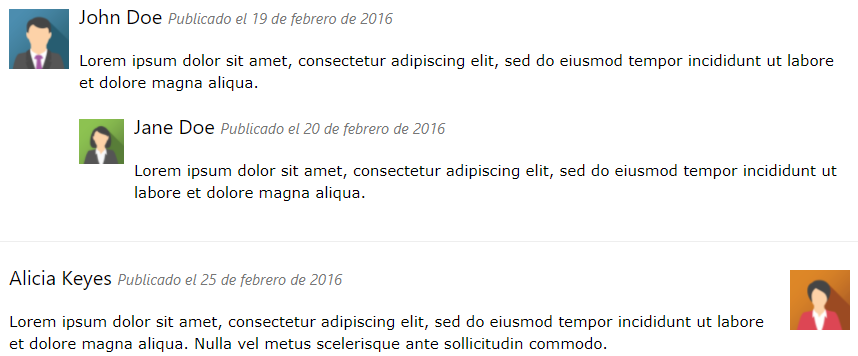 John Doe Publicado el 19 de febrero de 2016
Lorem ipsum dolor sit amet, consectetur adipiscing elit, sed do eiusmod tempor incididunt ut labore
et dolore magna aliqua.
Jane Doe Publicado el 20 de febrero de 2016
Lorem ipsum dolor sit amet, consectetur adipiscing elit, sed do eiusmod tempor incididunt ut
labore et dolore magna aliqua.
Alicia Keyes Publicado el 25 de febrero de 2016
Lorem ipsum dolor sit amet, consectetur adipiscing elit, sed do eiusmod tempor incididunt ut labore
et dolore magna aliqua. Nulla vel metus scelerisque ante sollicitudin commodo.